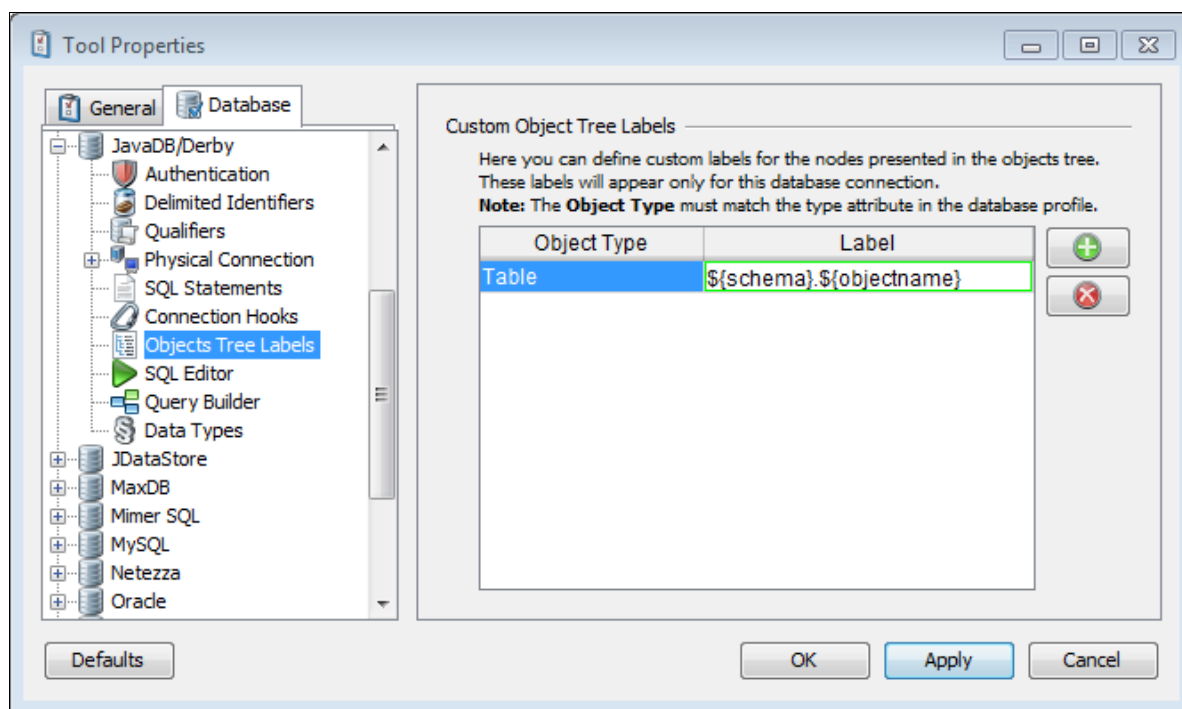 Tool Properties
General
Database
JavaDB/Derby
Authentication
Delimited Identifiers
Qualifiers
Physical Connection
SQL Statements
Connection Hooks
Objects Tree Labels
SQL Editor
Query Builder
Data Types
JDataStore
MaxDB
Mimer SQL
MySQL
Netezza
Oracle
Custom Object Tree Labels
Here you can define custom labels for the nodes presented in the objects tree.
These labels will appear only for this database connection.
Note: The Object Type must match the type attribute in the database profile.
Object Type Label
Table ${schema}.${objectname}
Defaults OK Apply Cancel